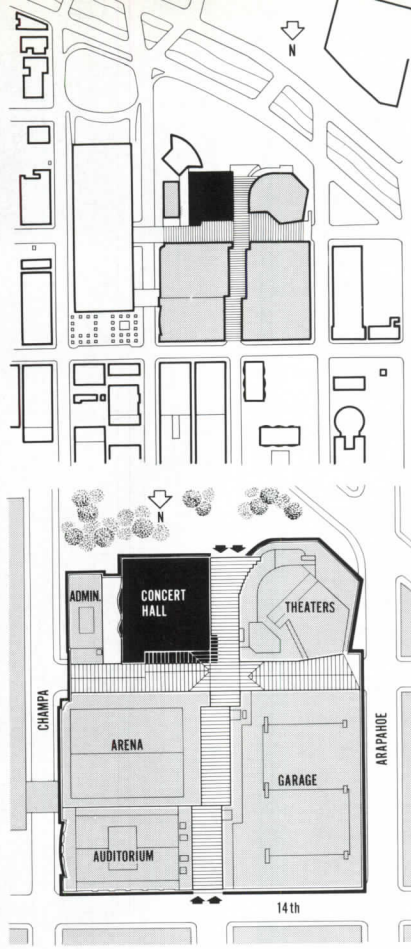 N
N
ADMIN.
CONCERT
HALL
THEATERS
CHAMPA
ARENA
GARAGE
ARAPAHOE
AUDITORIUM
14th